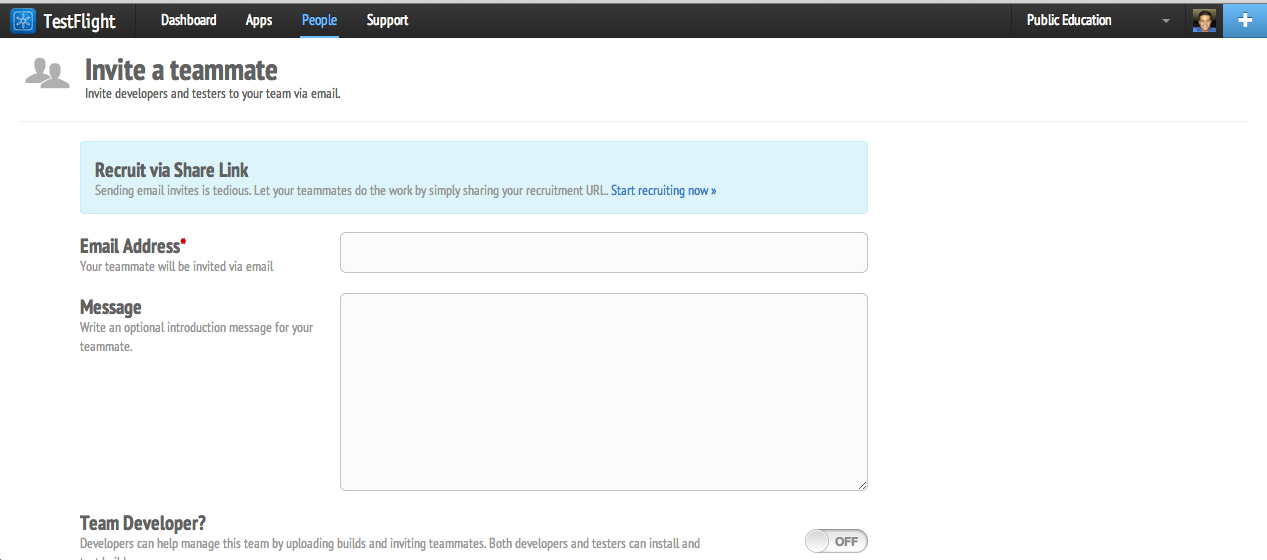 TestFlight Dashboard Apps People Support Public Education
Invite a teammate
Invite developers and testers to your team via email.
Recruit via Share Link
Sending email invites is tedious. Let your teammates do the work by simply sharing your recruitment URL. Start recruiting now »
Email Address*
Your teammate will be invited via email
Message
Write an optional introduction message for your
teammate.
Team Developer?
Developers can help manage this team by uploading builds and inviting teammates. Both developers and testers can install and
OFF